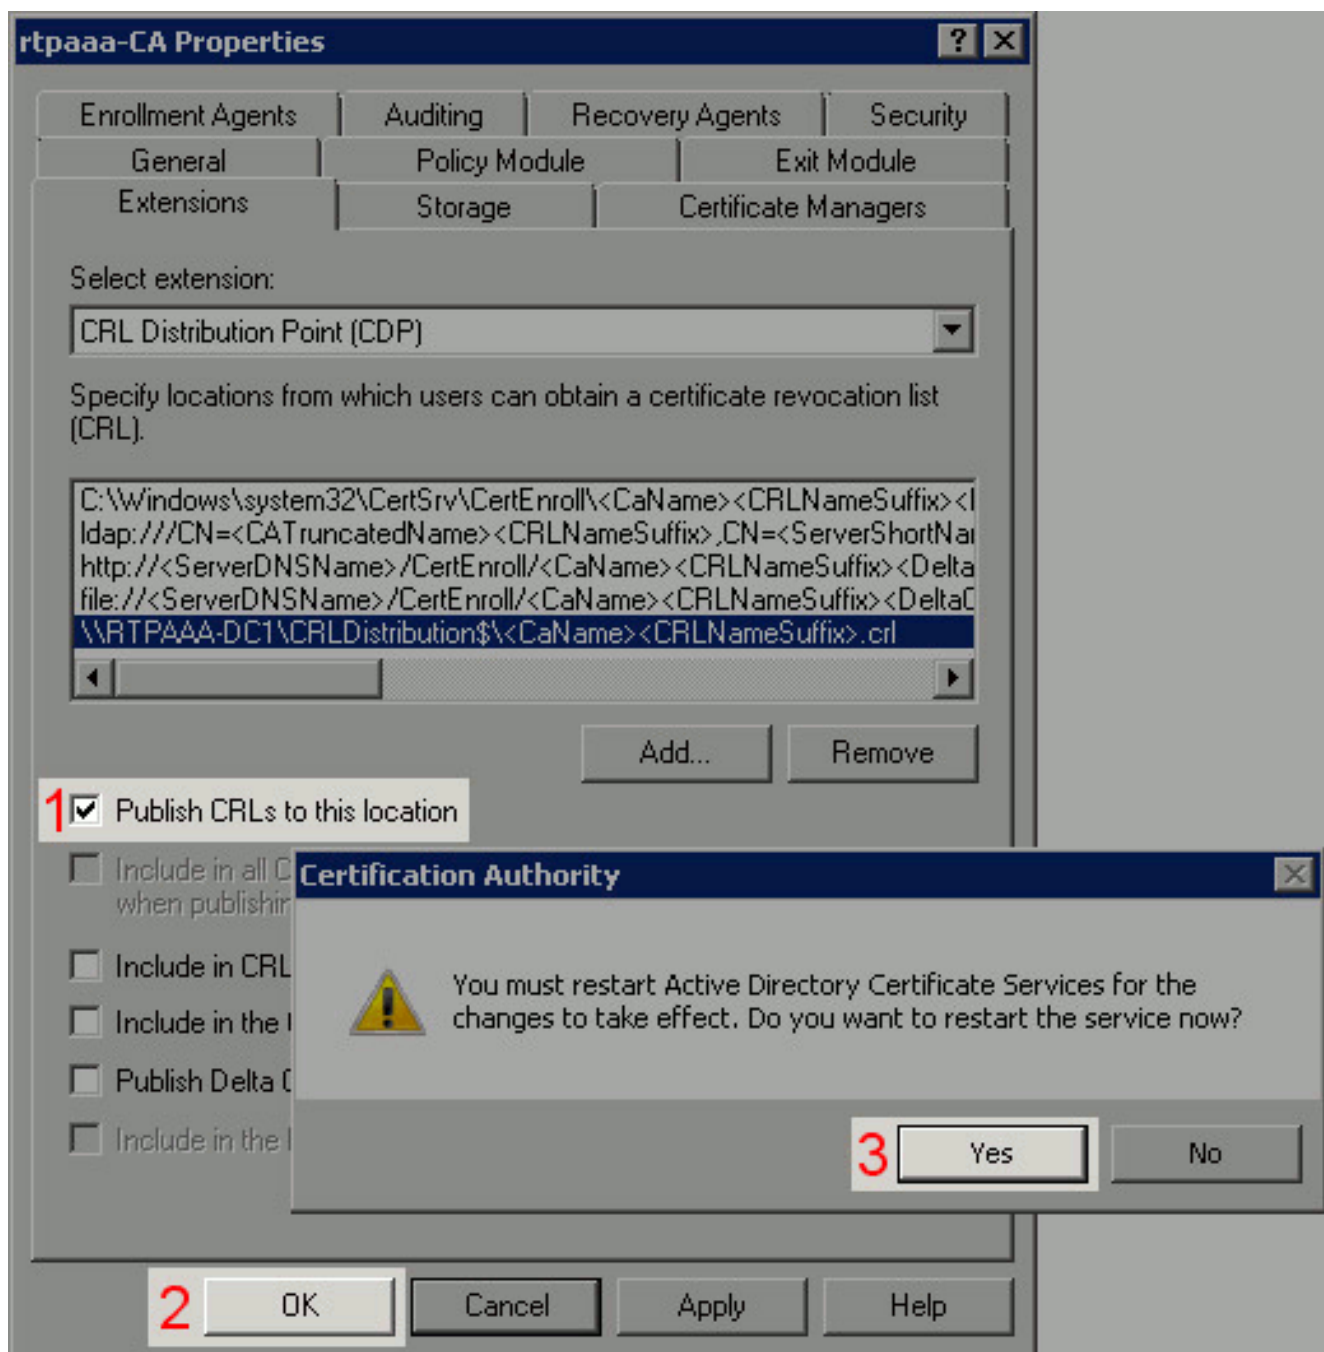 rtpaaa-CA Properties
Enrollment Agents Auditing Recovery Agents Security
General Policy Module Exit Module
Extensions Storage Certificate Managers
Select extension:
CRL Distribution Point (CDP)
Specify locations from which users can obtain a certificate revocation list
(CRL).
C:\Windows\system32\CertSrv\CertEnroll\<CaName><CRLNameSuffix><
ldap:///CN=<CATruncatedName><CRLNameSuffix>,CN=<ServerShortNa
http://<ServerDNSName>/CertEnroll/<CaName><CRLNameSuffix><Delta
file://<ServerDNSName>/CertEnroll/<CaName><CRLNameSuffix><DeltaC
\\RTPAAA-DC1\CRLDistribution$\<CaName><CRLNameSuffix>.crl
Add... Remove
1 Publish CRLs to this location
Include in all C
when publishin
Include in CRL
Include in the
Publish Delta C
Include in the I
Certification Authority
You must restart Active Directory Certificate Services for the
changes to take effect. Do you want to restart the service now?
3 Yes No
2 OK Cancel Apply Help